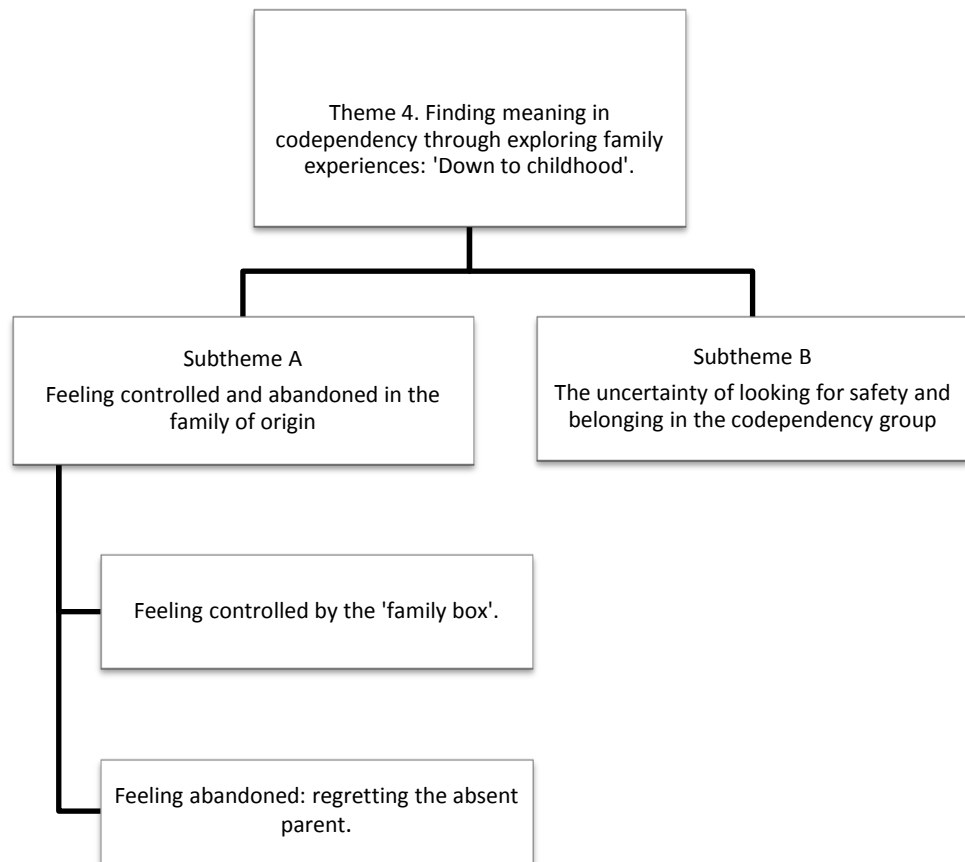 Theme 4. Finding meaning in
codependency through exploring family
experiences: 'Down to childhood'.
Subtheme A
Feeling controlled and abandoned in the
family of origin
Subtheme B
The uncertainty of looking for safety and
belonging in the codependency group
Feeling controlled by the 'family box'.
Feeling abandoned: regretting the absent
parent.